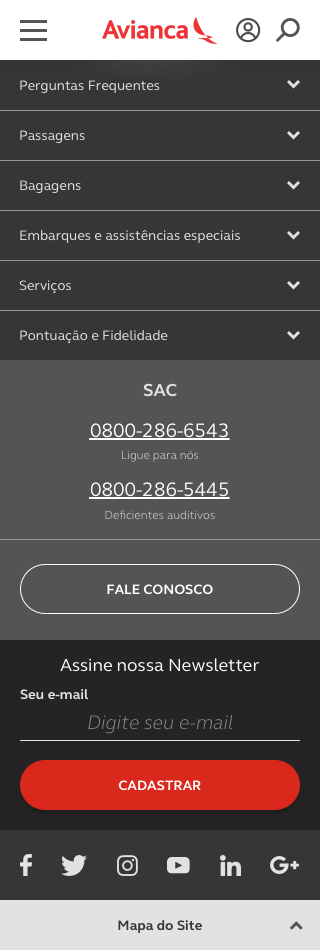 Avianca
Perguntas Frequentes
Passagens
Bagagens
Embarques e assistências especiais
Serviços
Pontuação e Fidelidade
SAC
0800-286-6543
Ligue para nós
0800-286-5445
Deficientes auditivos
FALE CONOSCO
Assine nossa Newsletter
Seu e-mail
Digite seu e-mail
CADASTRAR
Mapa do Site